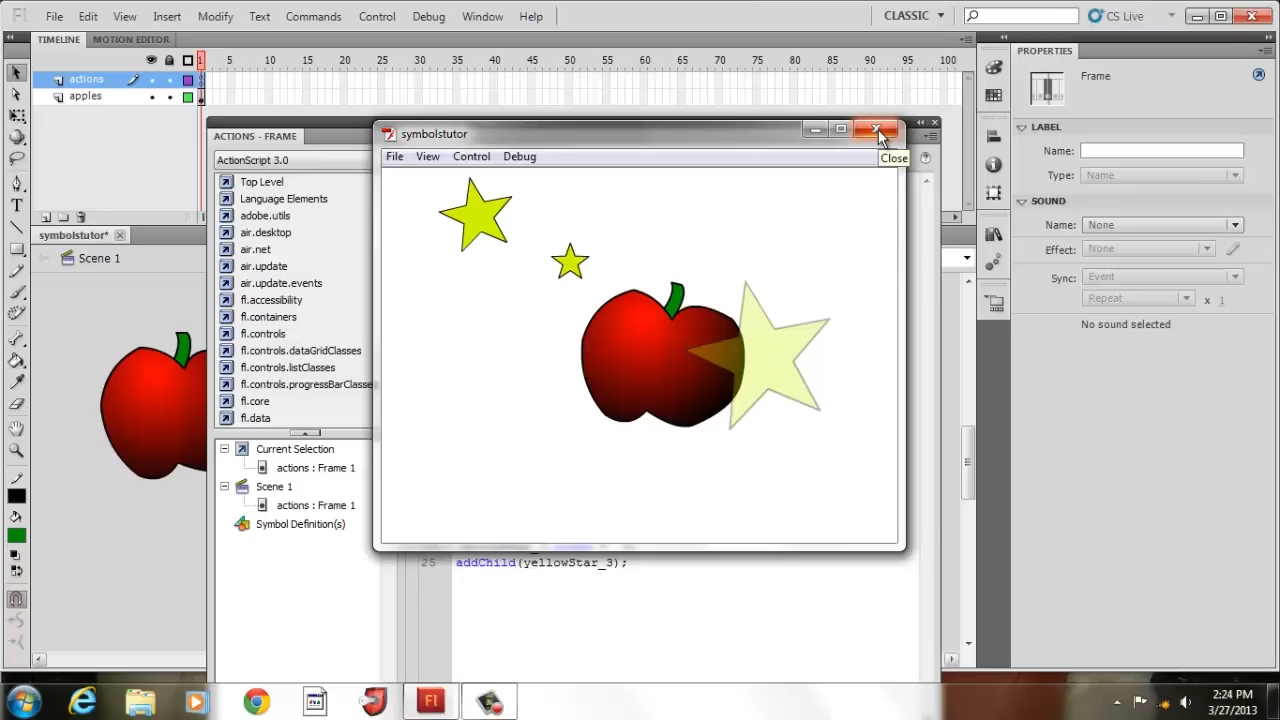 Fl File Edit View Insert Modify Text Commands Control Debug Window Help CLASSIC CS Live
TIMELINE MOTION EDITOR
1 5 10 15 20 25 30 35 40 45 50 55 60 65 70 75 80 85 90 95 100
actions
apples
symbolstutor*
Scene 1
ACTIONS - FRAME
ActionScript 3.0
Top Level
Language Elements
adobe.utils
air.desktop
air.net
air.update
air.update.events
fl.accessibility
fl.containers
fl.controls
fl.controls.dataGridClasses
fl.controls.listClasses
fl.controls.progressBarClasse
fl.core
fl.data
Current Selection
actions : Frame 1
Scene 1
actions : Frame 1
Symbol Definition(s)
symbolstutor
File View Control Debug
Close
25 addChild(yellowStar_3);
PROPERTIES
Frame
LABEL
Name:
Type: Name
SOUND
Name: None
Effect: None
Sync: Event
Repeat x 1
No sound selected
Fl
2:24 PM
3/27/2013